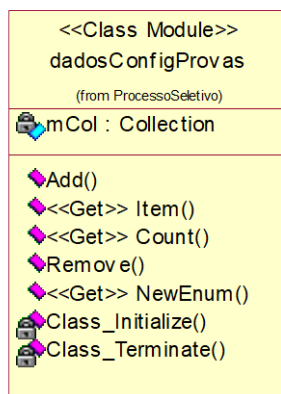 <<Class Module>>
dadosConfigProvas
(from ProcessoSeletivo)
mCol : Collection
Add()
<<Get>> Item()
<<Get>> Count()
Remove()
<<Get>> NewEnum()
Class_Initialize()
Class_Terminate()